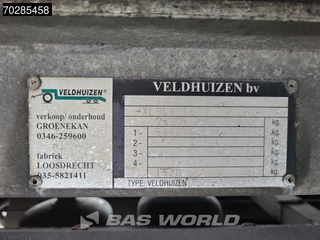 70285458
VELDHUIZEN®
verkoop/onderhoud
GROENEKAN
0346-259600
fabriek
LOOSDRECHT
035-5821411
VELDHUIZEN bv
kg.
1 - kg.
2 - kg.
3 - kg.
4 - kg.
kg.
TYPE: VELDHUIZEN
BAS WORLD